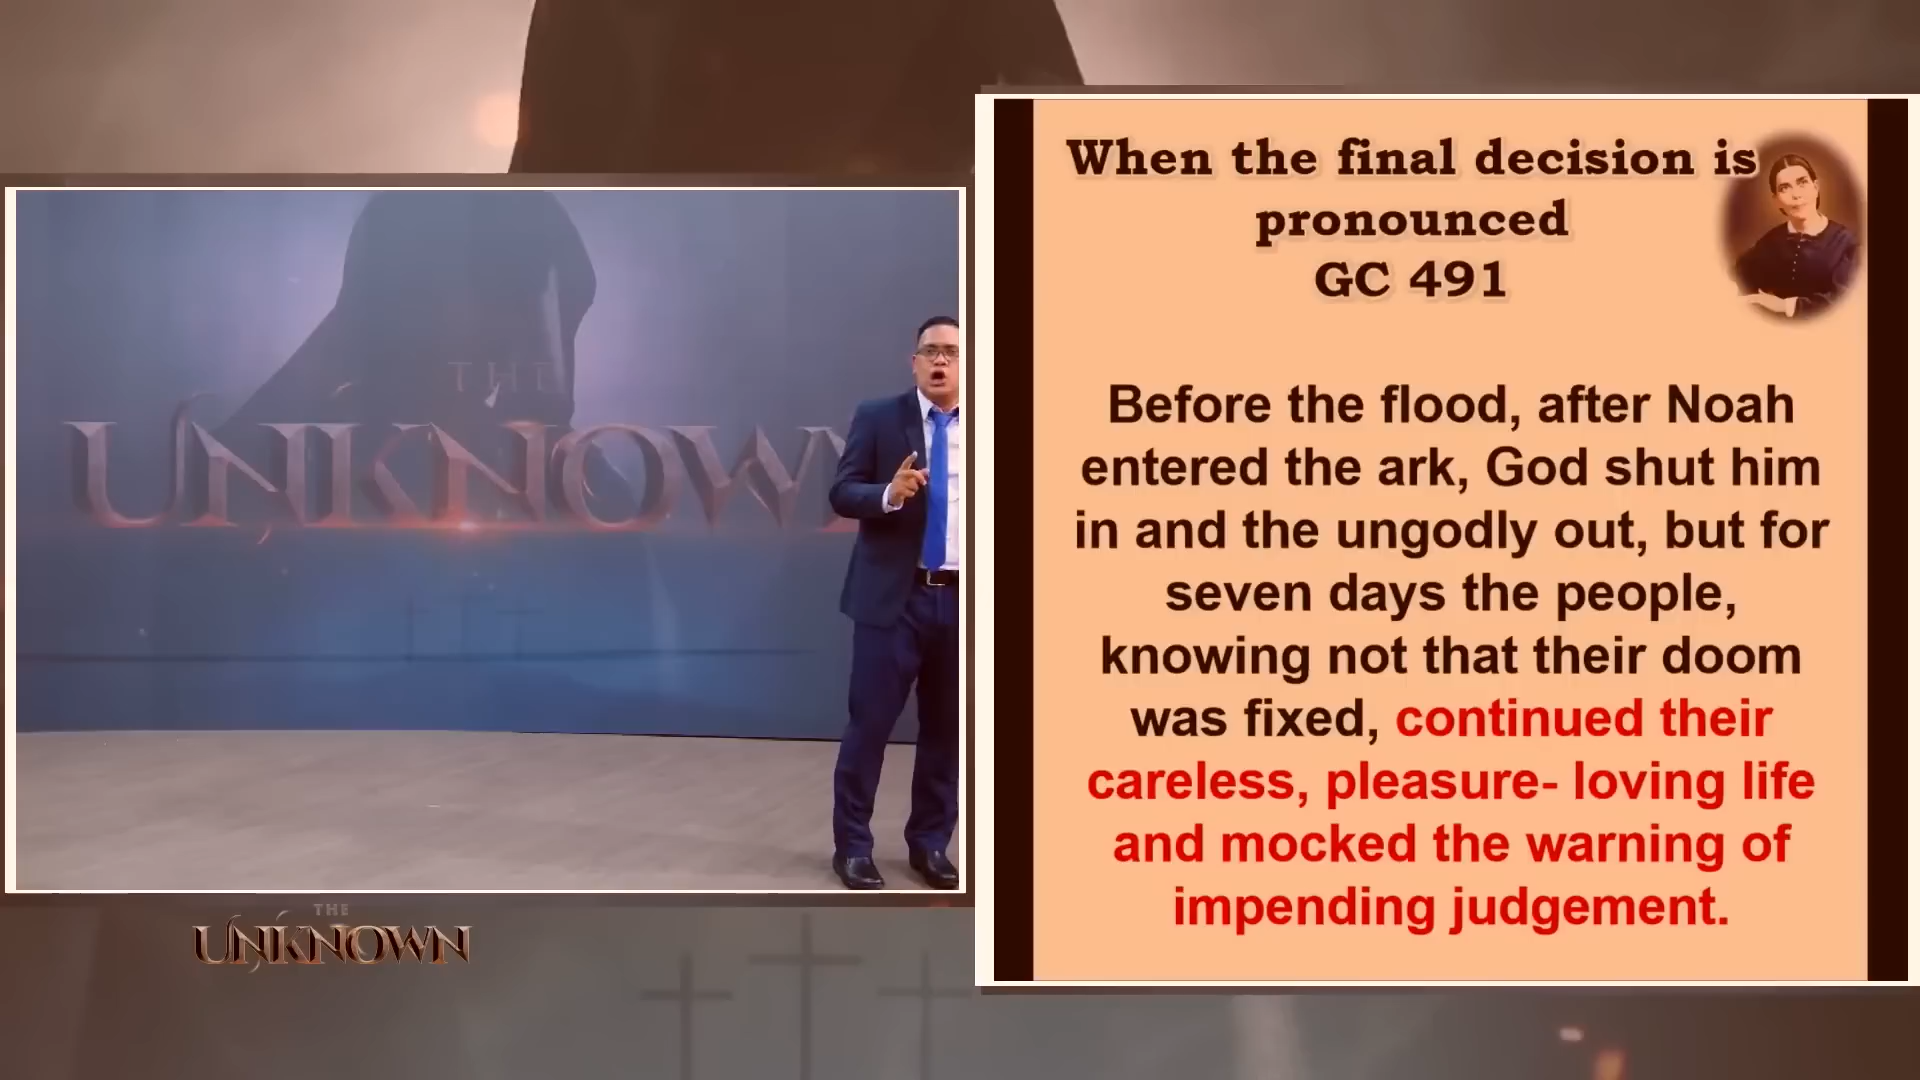 THE
UNKNOWN
When the final decision is
pronounced
GC 491
Before the flood, after Noah
entered the ark, God shut him
in and the ungodly out, but for
seven days the people,
knowing not that their doom
was fixed, continued their
careless, pleasure- loving life
and mocked the warning of
impending judgement.
THE
UNKNOWN